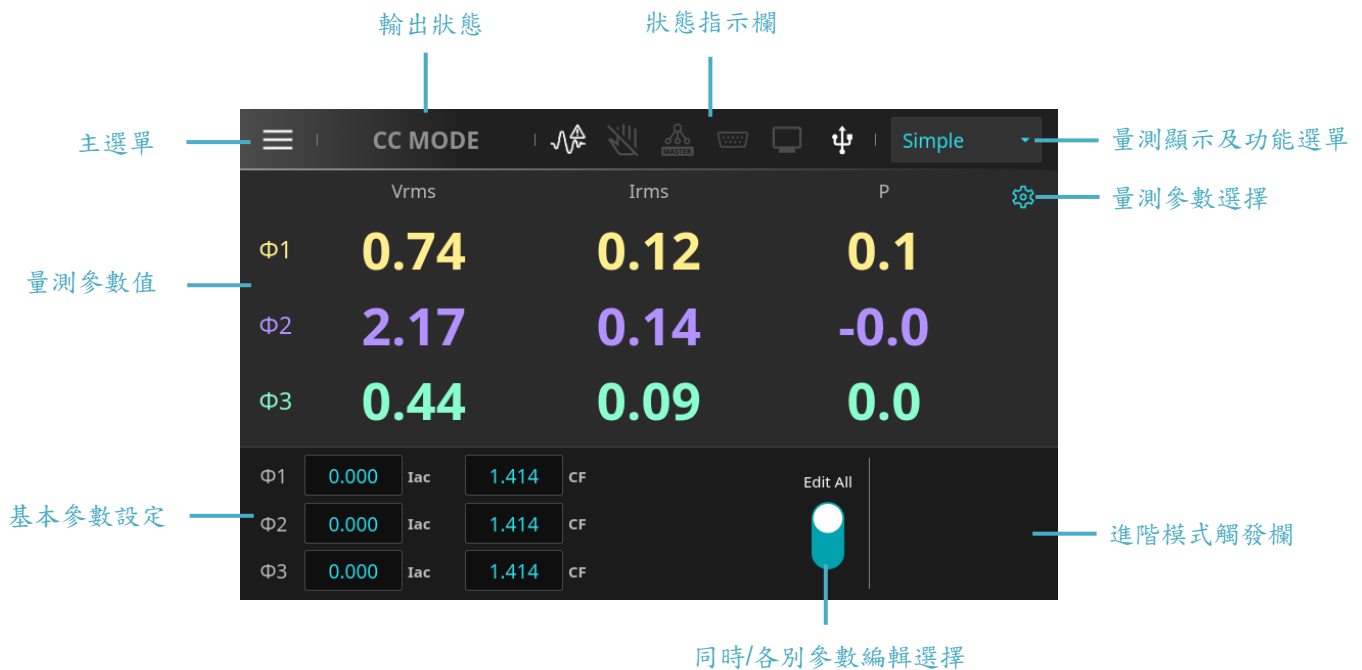 輸出狀態
狀態指示欄
主選單
CC MODE
MASTER
Simple
量測顯示及功能選單
Vrms Irms P
量測參數選擇
Φ1 0.74 0.12 0.1
量測參數值
Φ2 2.17 0.14 -0.0
Φ3 0.44 0.09 0.0
Φ1 0.000 Iac 1.414 CF
Edit All
基本參數設定
Φ2 0.000 Iac 1.414 CF
進階模式觸發欄
Φ3 0.000 Iac 1.414 CF
同時/各別參數編輯選擇